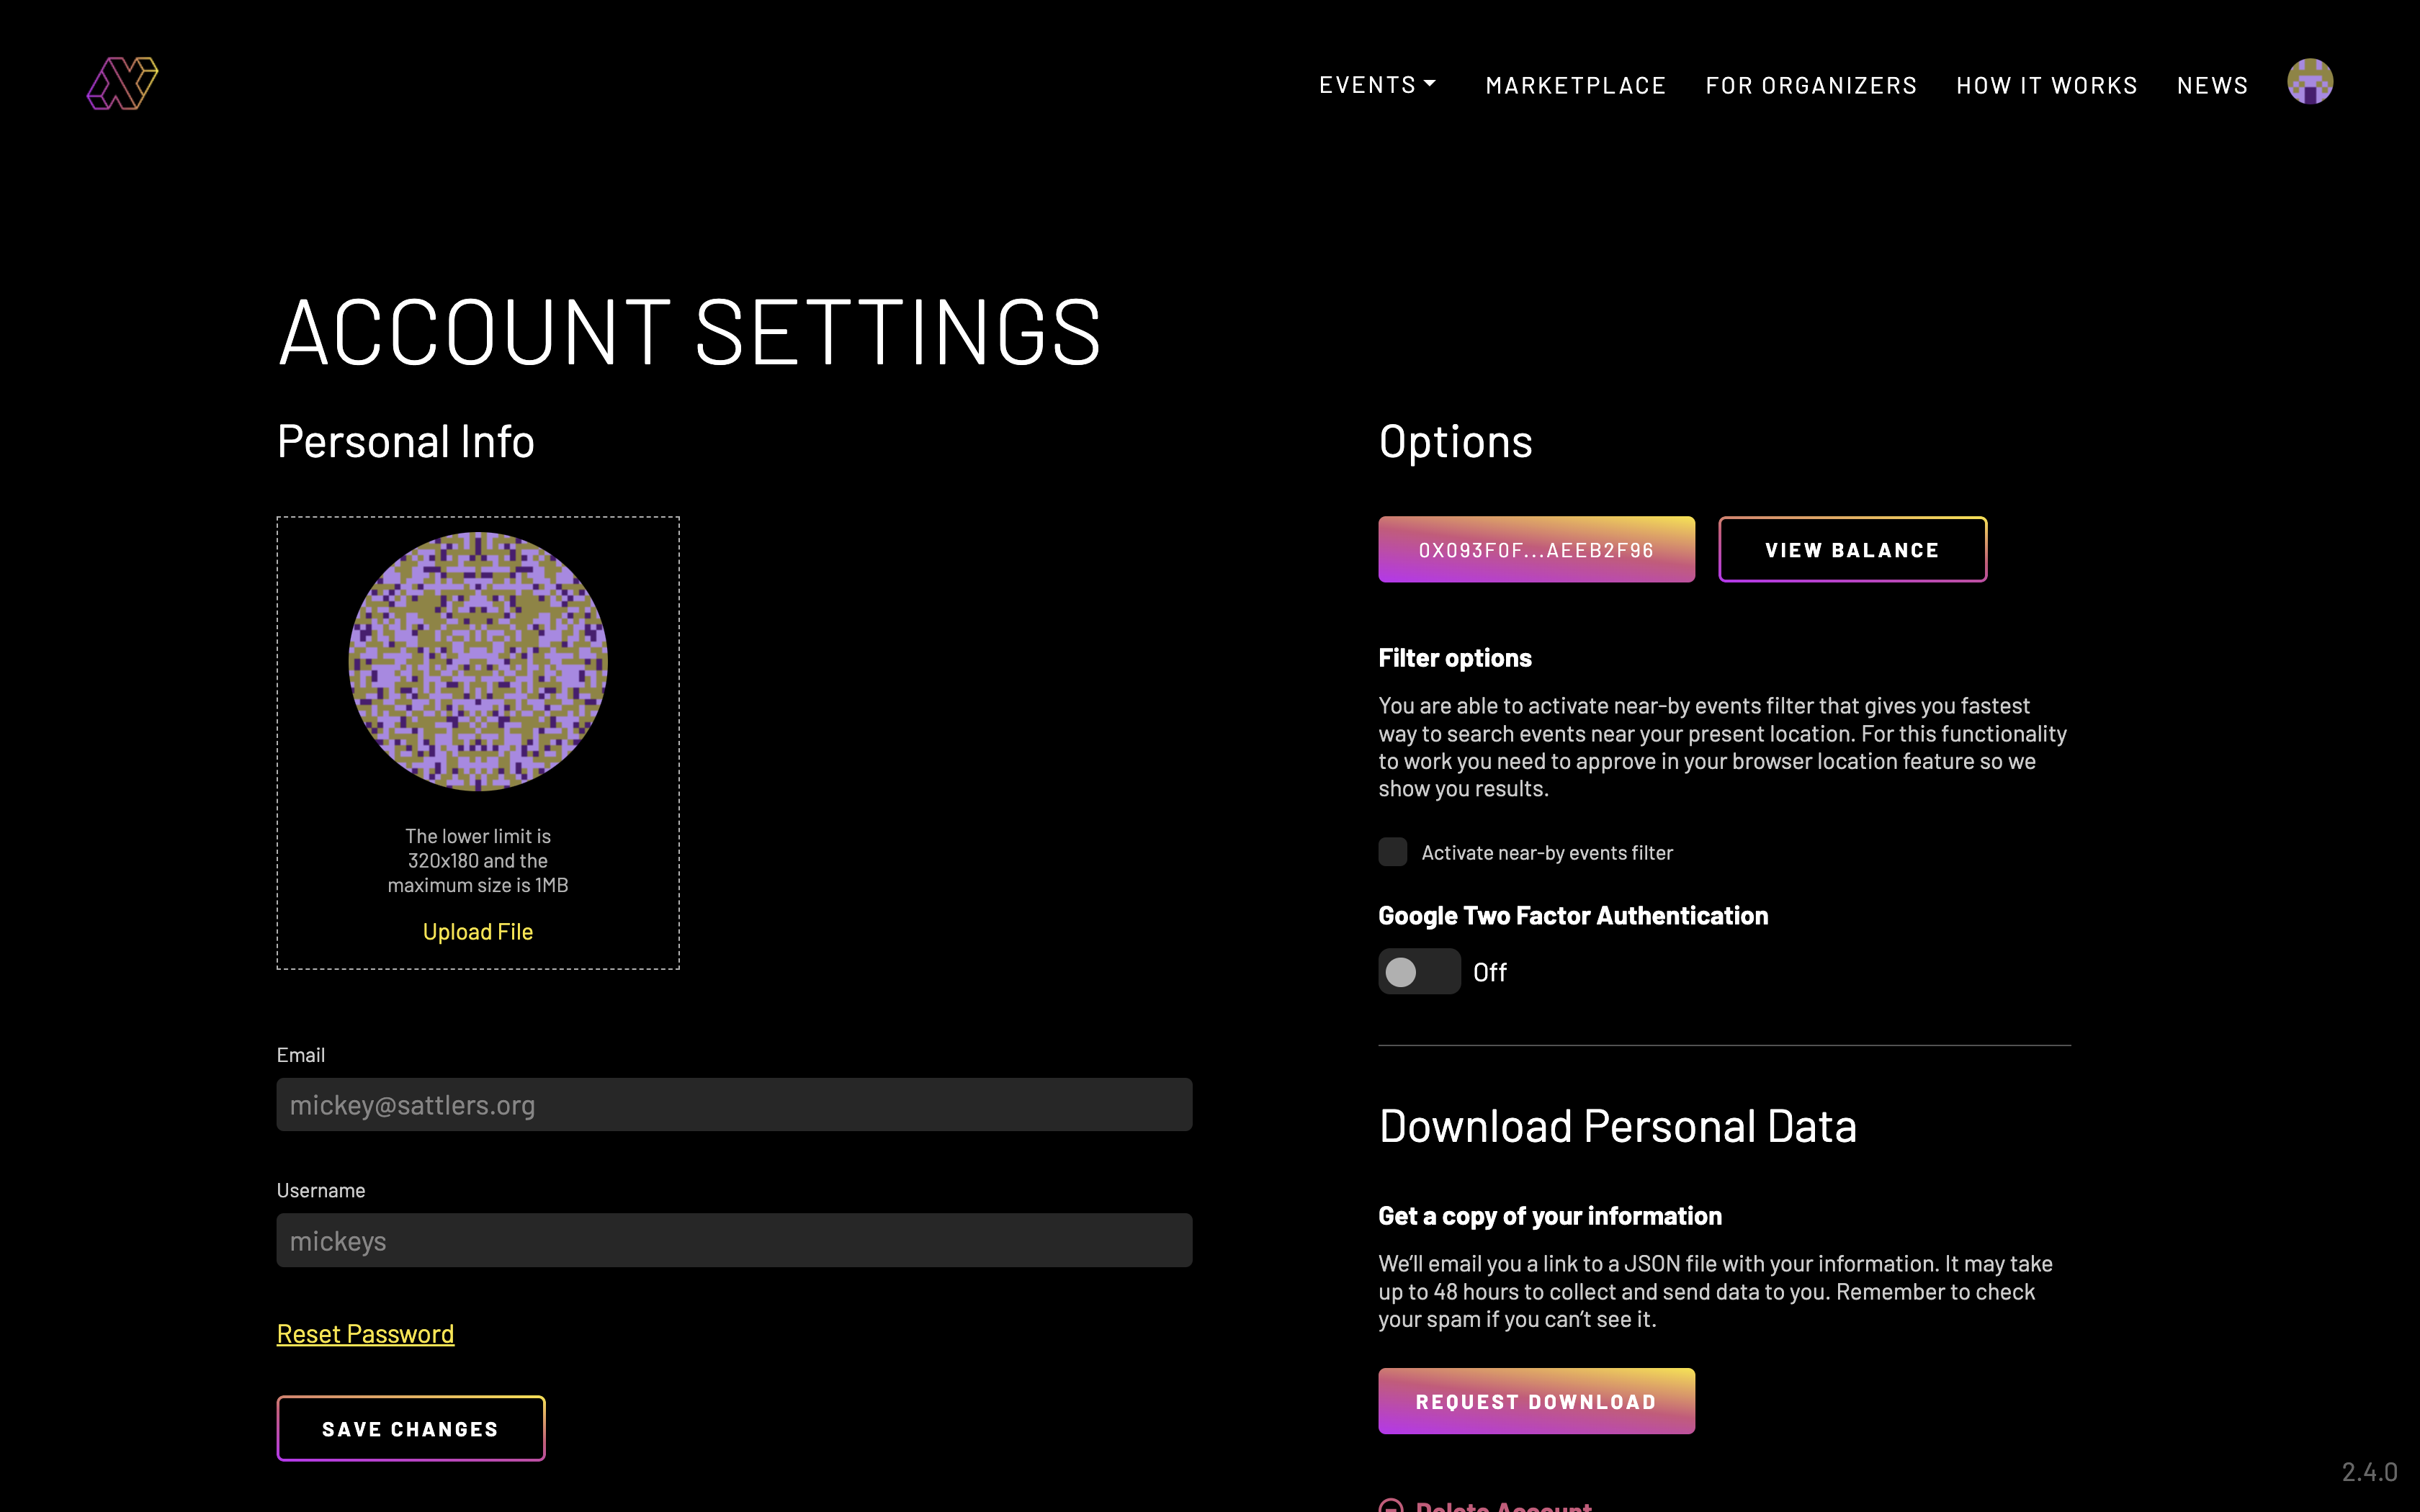 EVENTS
MARKETPLACE
FOR ORGANIZERS
HOW IT WORKS
NEWS
ACCOUNT SETTINGS
Personal Info
The lower limit is
320x180 and the
maximum size is 1MB
Upload File
Email
mickey@sattlers.org
Username
mickeys
Reset Password
SAVE CHANGES
Options
0X093F0F...AEEB2F96
VIEW BALANCE
Filter options
You are able to activate near-by events filter that gives you fastest
way to search events near your present location. For this functionality
to work you need to approve in your browser location feature so we
show you results.
Activate near-by events filter
Google Two Factor Authentication
Off
Download Personal Data
Get a copy of your information
We’ll email you a link to a JSON file with your information. It may take
up to 48 hours to collect and send data to you. Remember to check
your spam if you can’t see it.
REQUEST DOWNLOAD
Delete Account
2.4.0